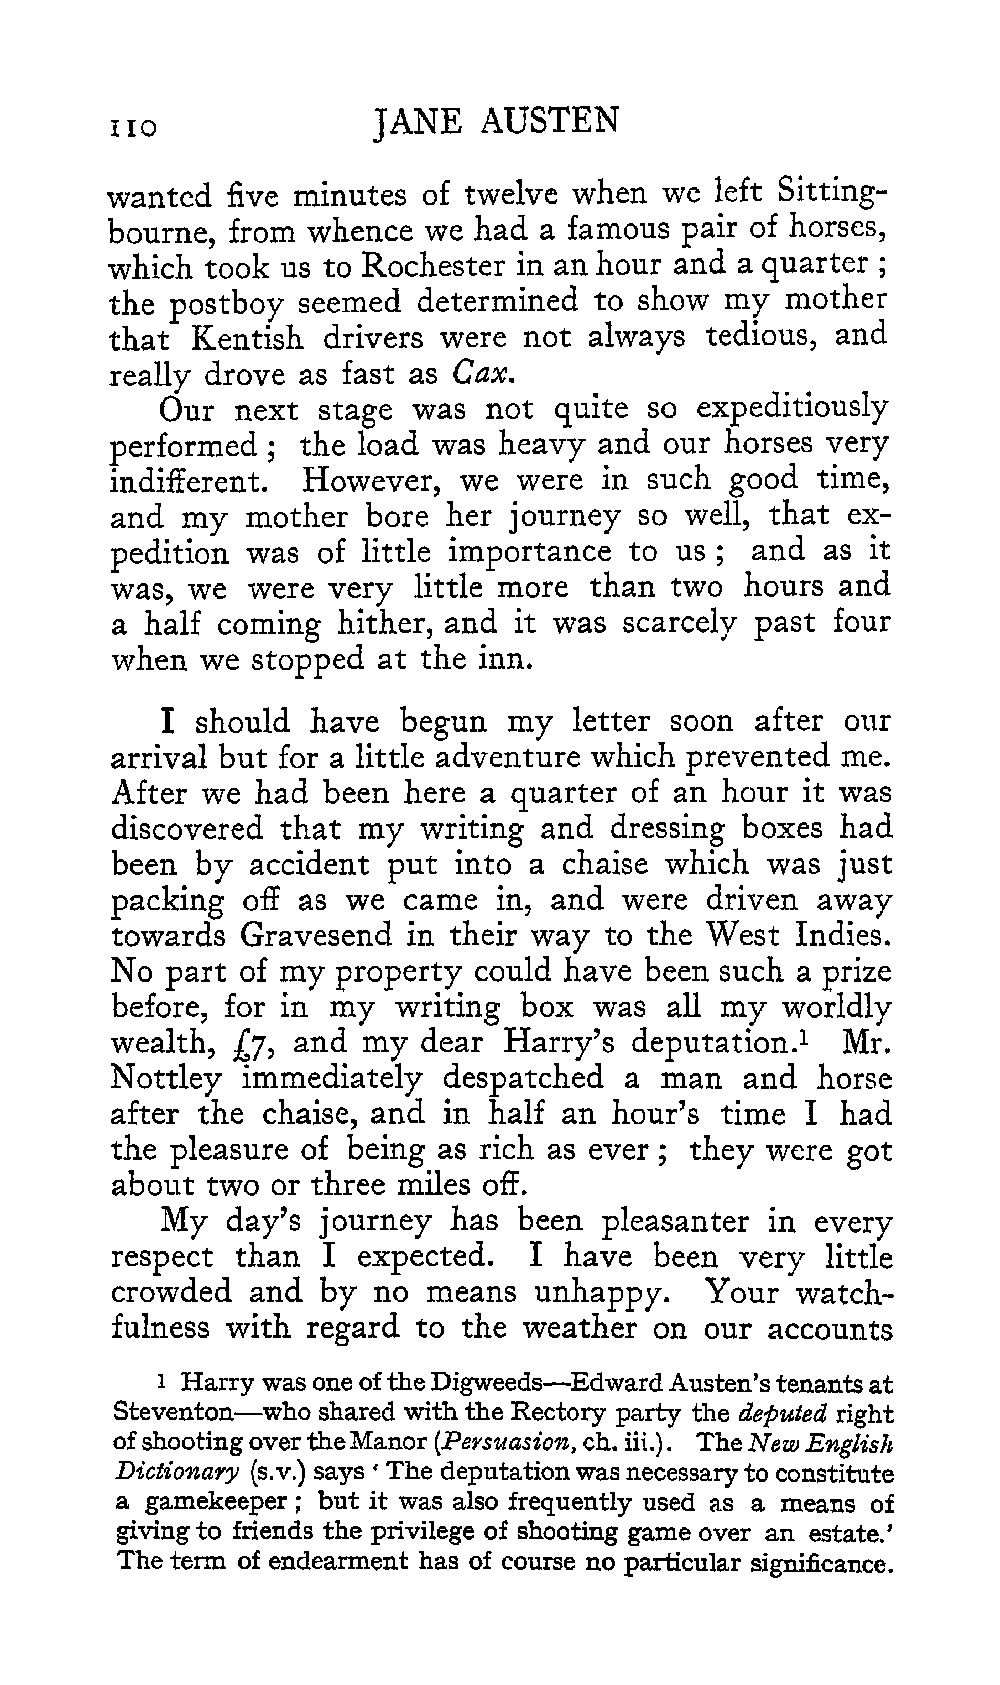 110 JANE AUSTEN
wanted five minutes of twelve when we left Sitting-
bourne, from whence we had a famous pair of horses,
which took us to Rochester in an hour and a quarter ;
the postboy seemed determined to show my mother
that Kentish drivers were not always tedious, and
really drove as fast as Cax.
Our next stage was not quite so expeditiously
performed ; the load was heavy and our horses very
indifferent. However, we were in such good time,
and my mother bore her journey so well, that ex-
pedition was of little importance to us ; and as it
was, we were very little more than two hours and
a half coming hither, and it was scarcely past four
when we stopped at the inn.
I should have begun my letter soon after our
arrival but for a little adventure which prevented me.
After we had been here a quarter of an hour it was
discovered that my writing and dressing boxes had
been by accident put into a chaise which was just
packing off as we came in, and were driven away
towards Gravesend in their way to the West Indies.
No part of my property could have been such a prize
before, for in my writing box was all my worldly
wealth, £7, and my dear Harry's deputation.¹ Mr.
Nottley immediately despatched a man and horse
after the chaise, and in half an hour's time I had
the pleasure of being as rich as ever ; they were got
about two or three miles off.
My day's journey has been pleasanter in every
respect than I expected. I have been very little
crowded and by no means unhappy. Your watch-
fulness with regard to the weather on our accounts
¹ Harry was one of the Digweeds—Edward Austen's tenants at
Steventon—who shared with the Rectory party the deputed right
of shooting over the Manor (Persuasion, ch. iii.). The New English
Dictionary (s.v.) says ' The deputation was necessary to constitute
a gamekeeper ; but it was also frequently used as a means of
giving to friends the privilege of shooting game over an estate.'
The term of endearment has of course no particular significance.